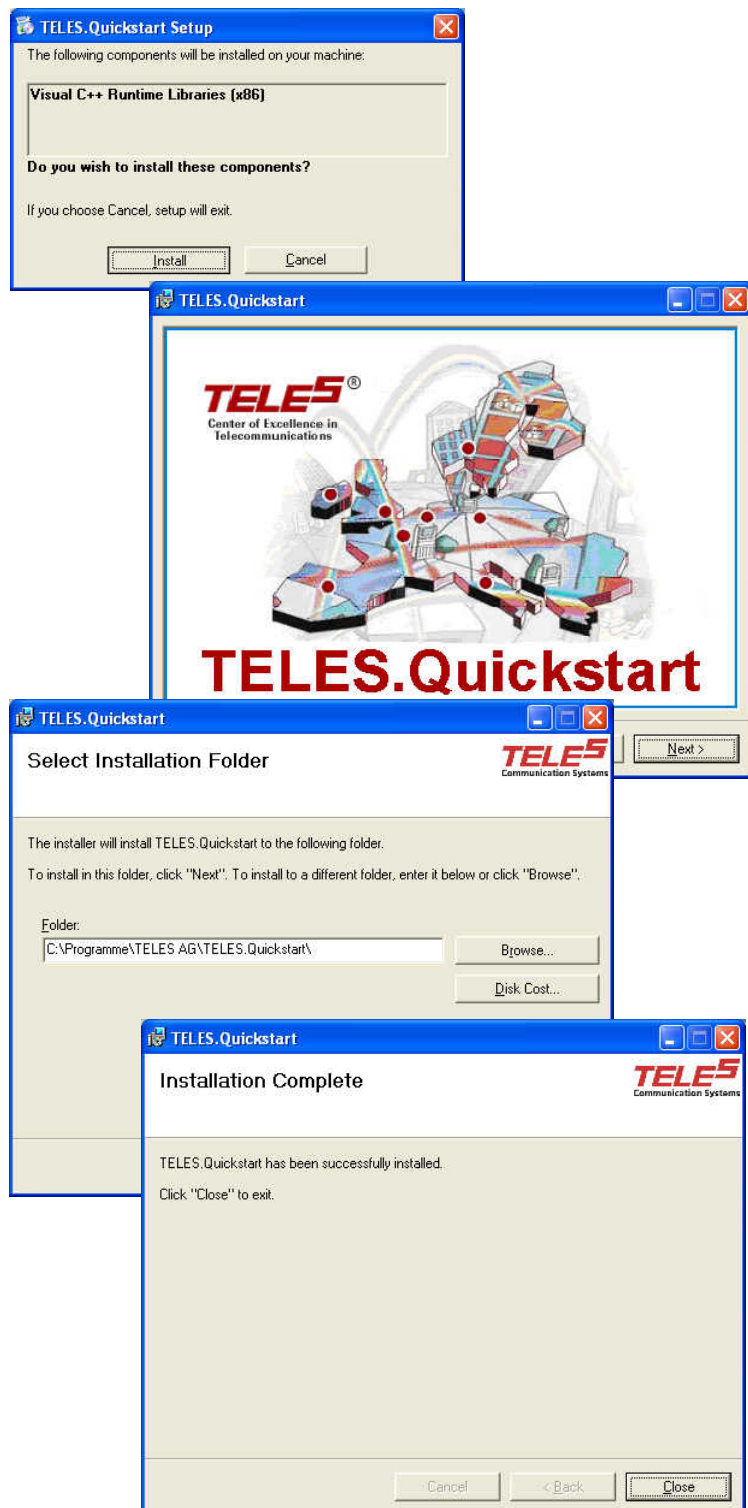 TELES.Quickstart Setup
The following components will be installed on your machine:
Visual C++ Runtime Libraries (x86)
Do you wish to install these components?
If you choose Cancel, setup will exit.
Install
Cancel
TELES.Quickstart
TELES®
Center of Excellence in
Telecommunications
TELES.Quickstart
Next >
TELES.Quickstart
Select Installation Folder
TELES
Communication Systems
The installer will install TELES.Quickstart to the following folder.
To install in this folder, click "Next". To install to a different folder, enter it below or click "Browse".
Folder:
C:\Programme\TELES AG\TELES.Quickstart\
Browse...
Disk Cost...
TELES.Quickstart
Installation Complete
TELES
Communication Systems
TELES.Quickstart has been successfully installed.
Click "Close" to exit.
Cancel
< Back
Close